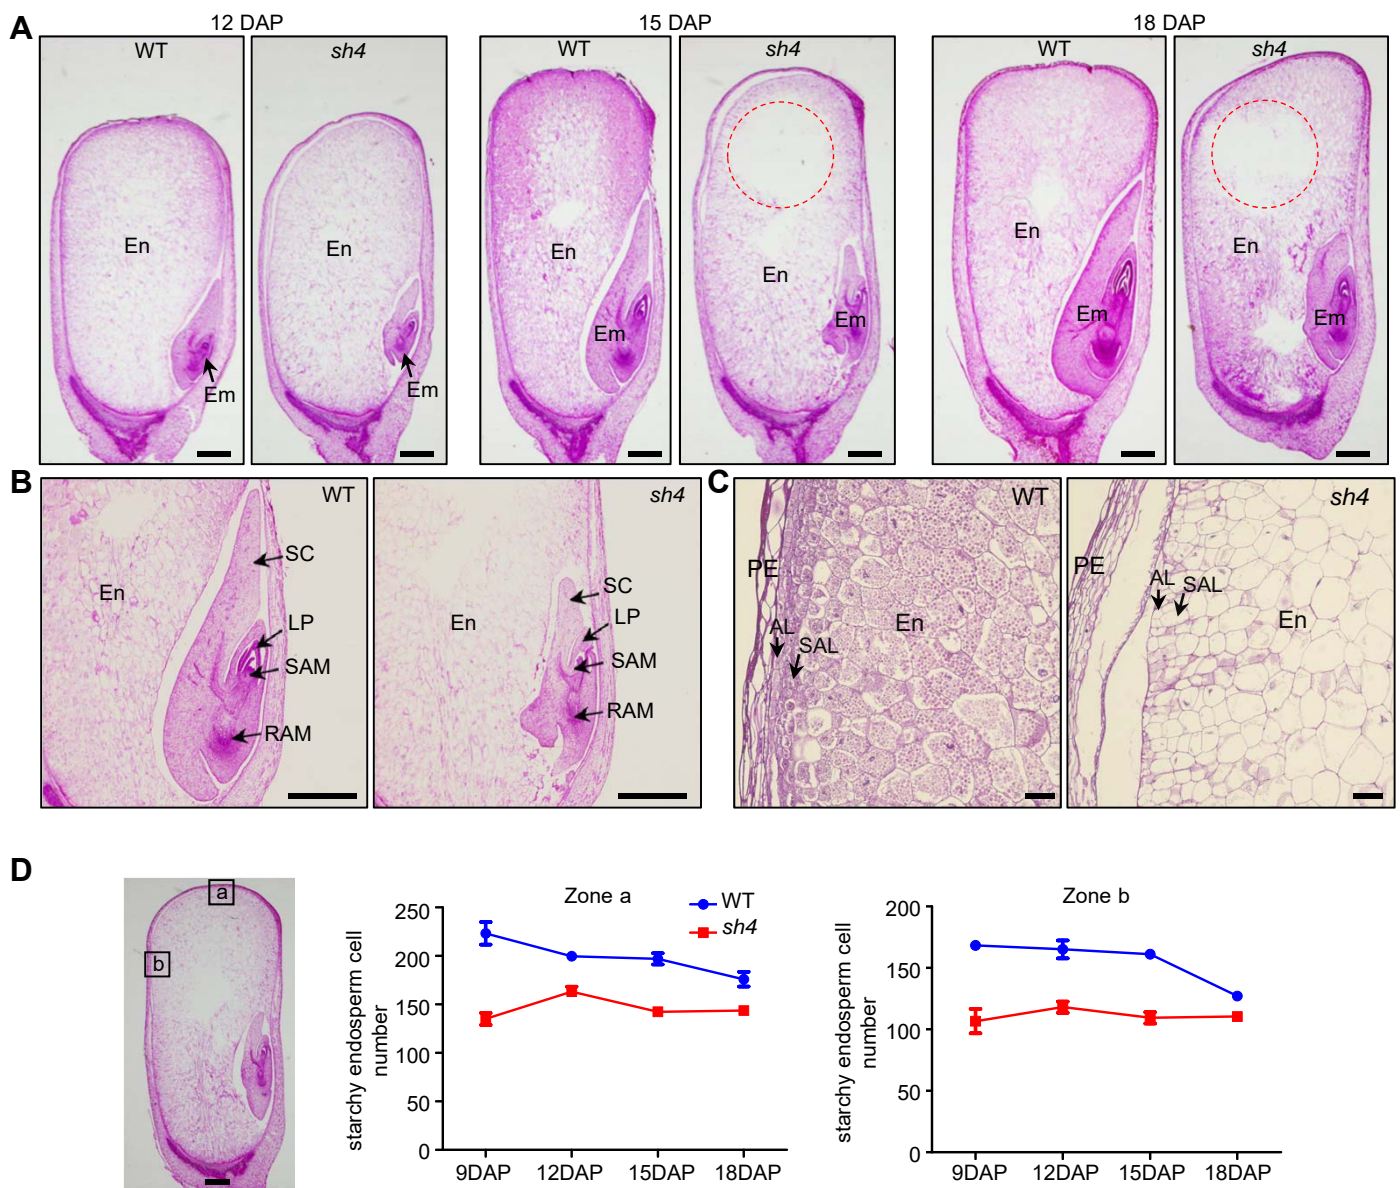 A
12 DAP
15 DAP
18 DAP
WT
sh4
WT
sh4
WT
sh4
En
En
En
En
En
En
Em
Em
Em
Em
Em
Em
B
WT
sh4
En
SC
LP
SAM
RAM
En
SC
LP
SAM
RAM
C
WT
sh4
PE
AL
SAL
En
PE
AL
SAL
En
D
a
b
Zone a
WT
sh4
starchy endosperm cell
number
250
200
150
100
50
0
9DAP 12DAP 15DAP 18DAP
Zone b
starchy endosperm cell
number
200
150
100
50
0
9DAP 12DAP 15DAP 18DAP